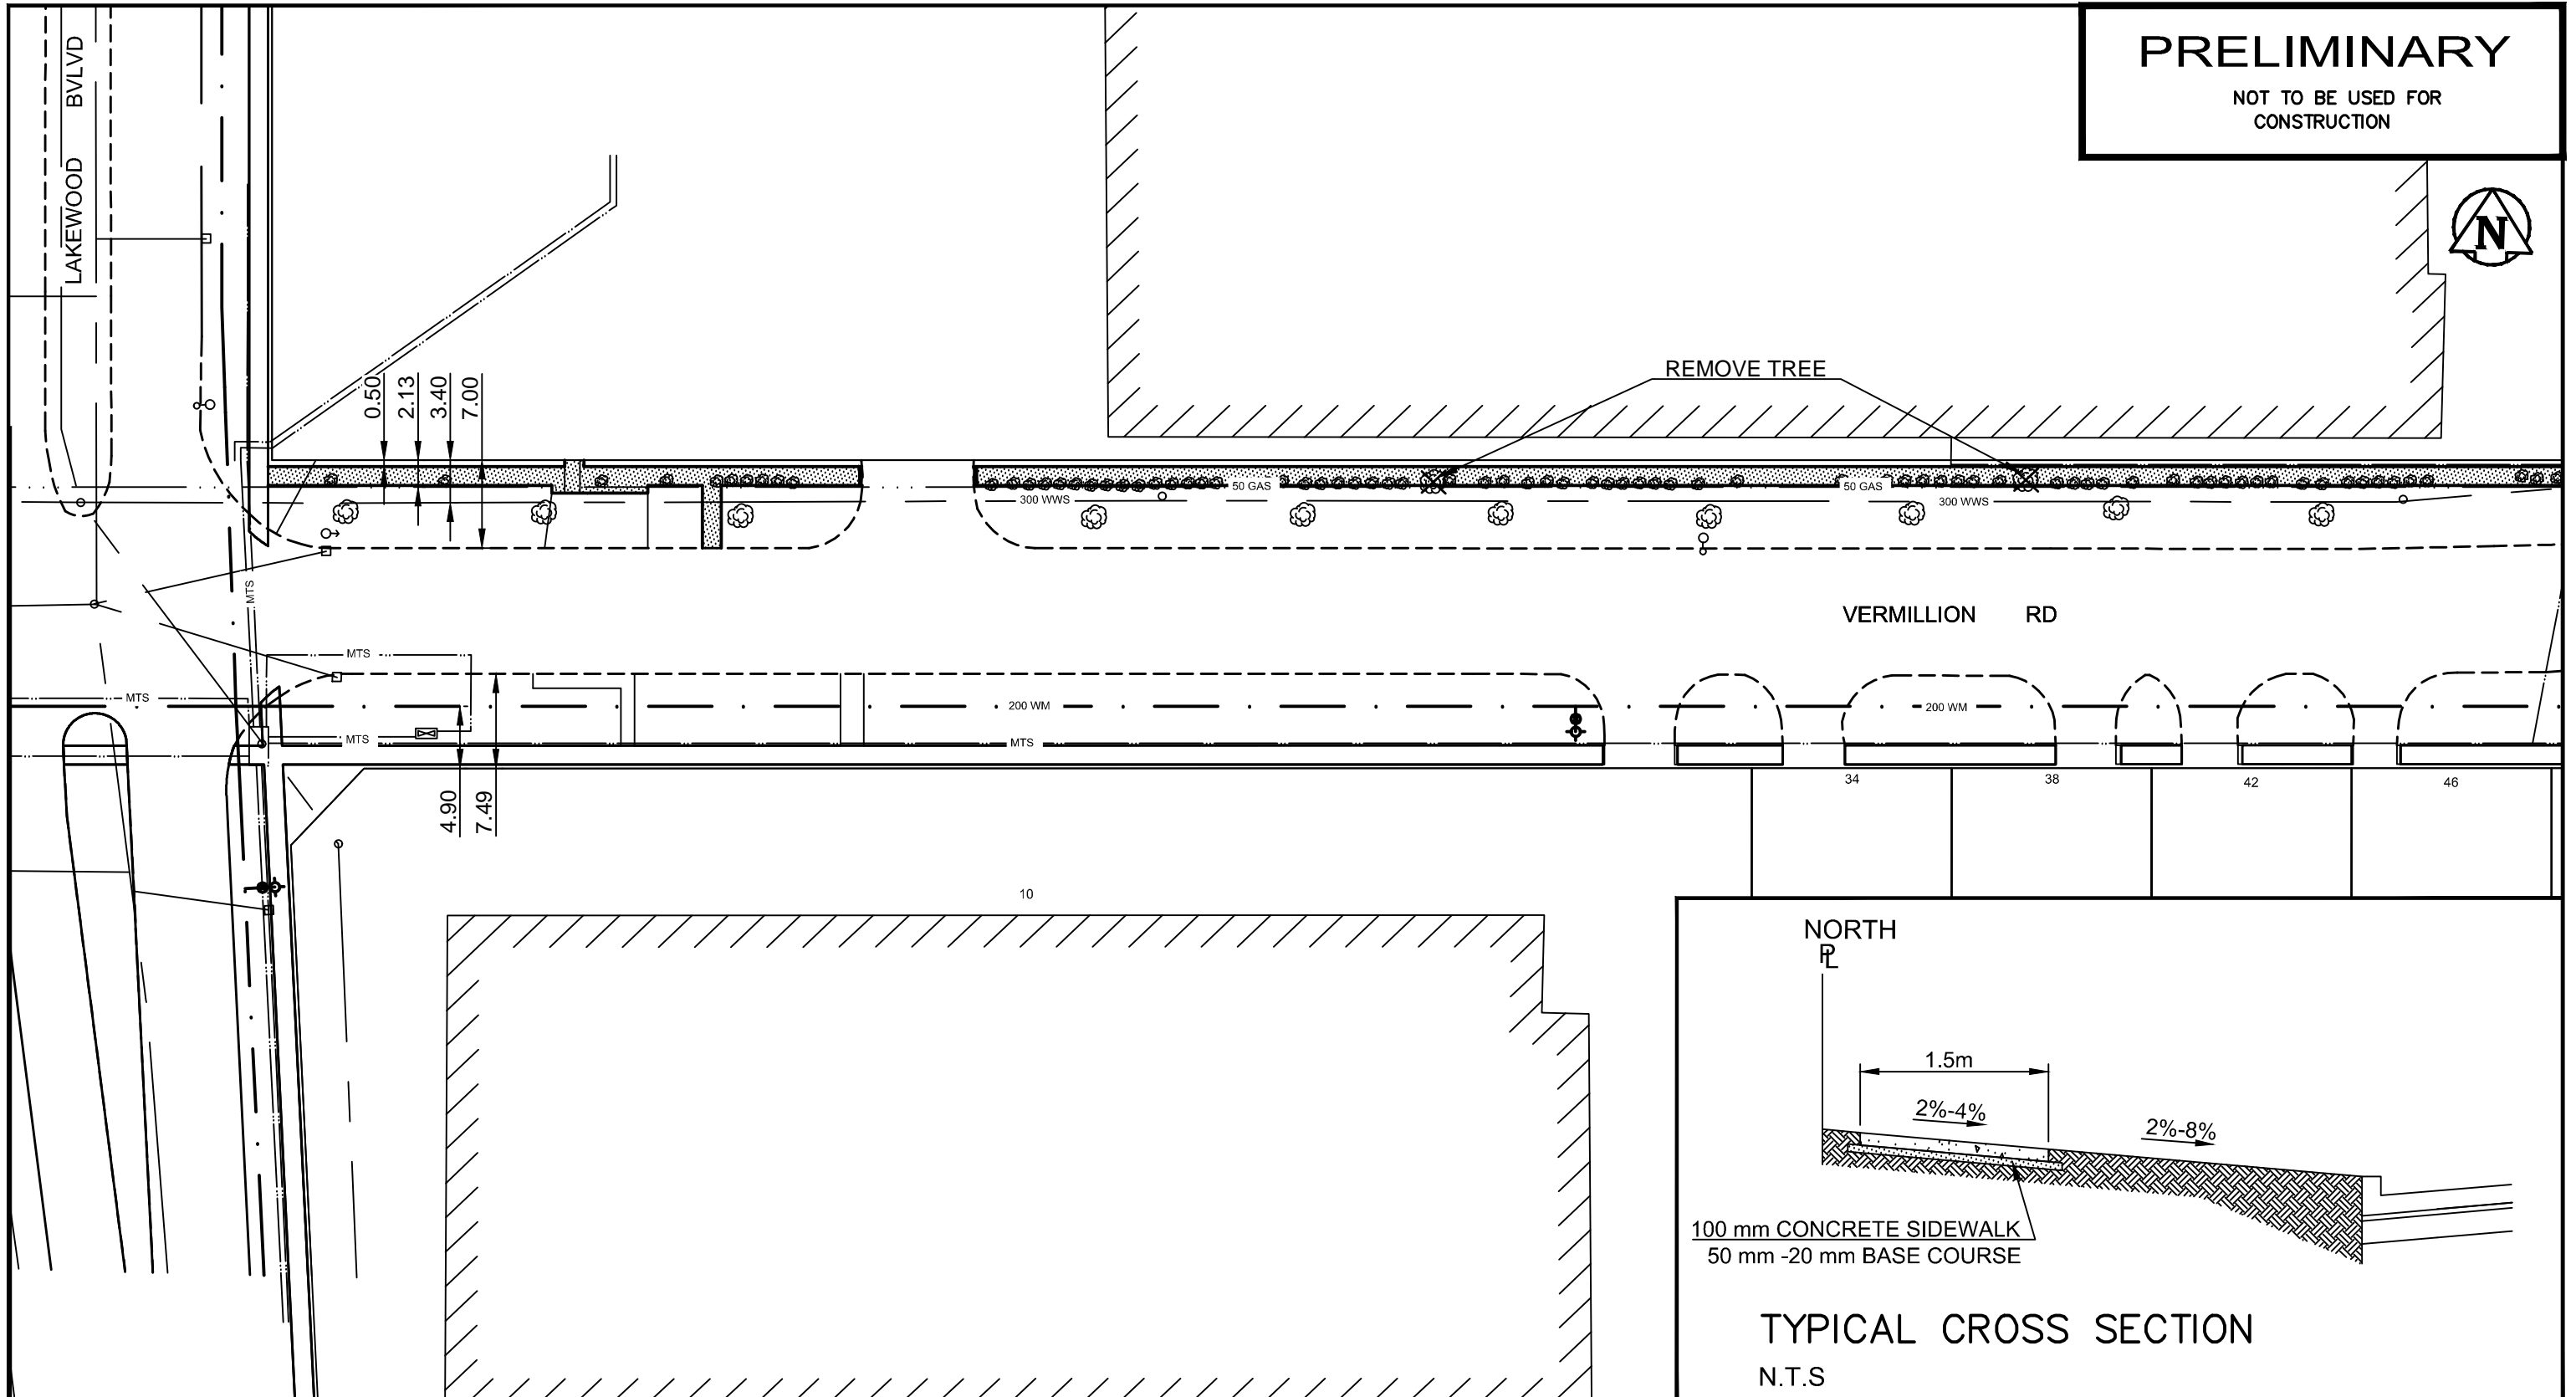 PRELIMINARY
NOT TO BE USED FOR
CONSTRUCTION
LAKEWOOD BVLVD
N
0.50
2.13
3.40
7.00
REMOVE TREE
300 WWS
50 GAS
50 GAS
300 WWS
MTS
VERMILLION RD
MTS
MTS
200 WM
200 WM
MTS
MTS
34
38
42
46
4.90
7.49
10
NORTH
PL
1.5m
2%-4%
2%-8%
100 mm CONCRETE SIDEWALK
50 mm -20 mm BASE COURSE
TYPICAL CROSS SECTION
N.T.S